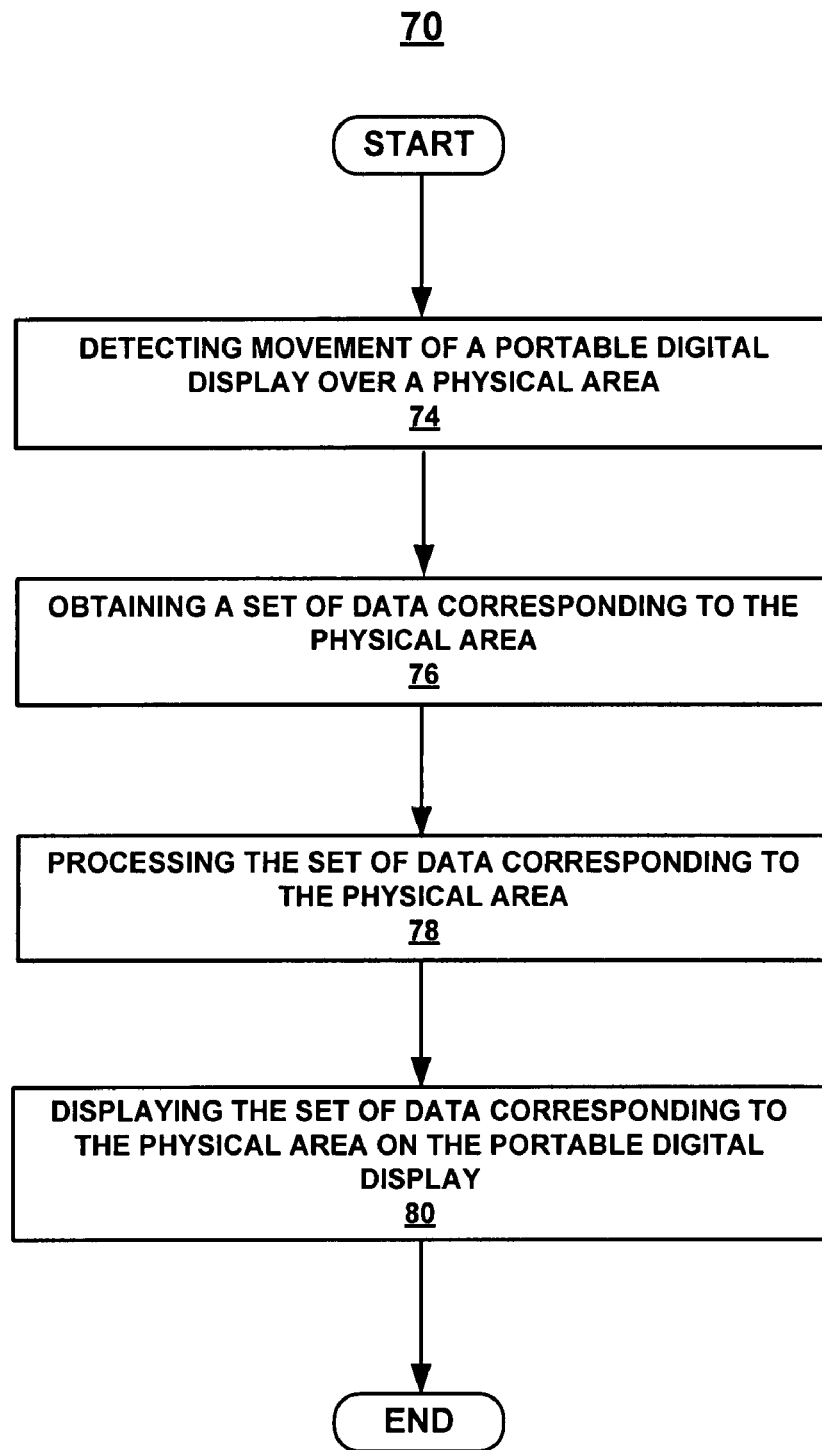 70
START
DETECTING MOVEMENT OF A PORTABLE DIGITAL
DISPLAY OVER A PHYSICAL AREA
74
OBTAINING A SET OF DATA CORRESPONDING TO THE
PHYSICAL AREA
76
PROCESSING THE SET OF DATA CORRESPONDING TO
THE PHYSICAL AREA
78
DISPLAYING THE SET OF DATA CORRESPONDING TO
THE PHYSICAL AREA ON THE PORTABLE DIGITAL
DISPLAY
80
END